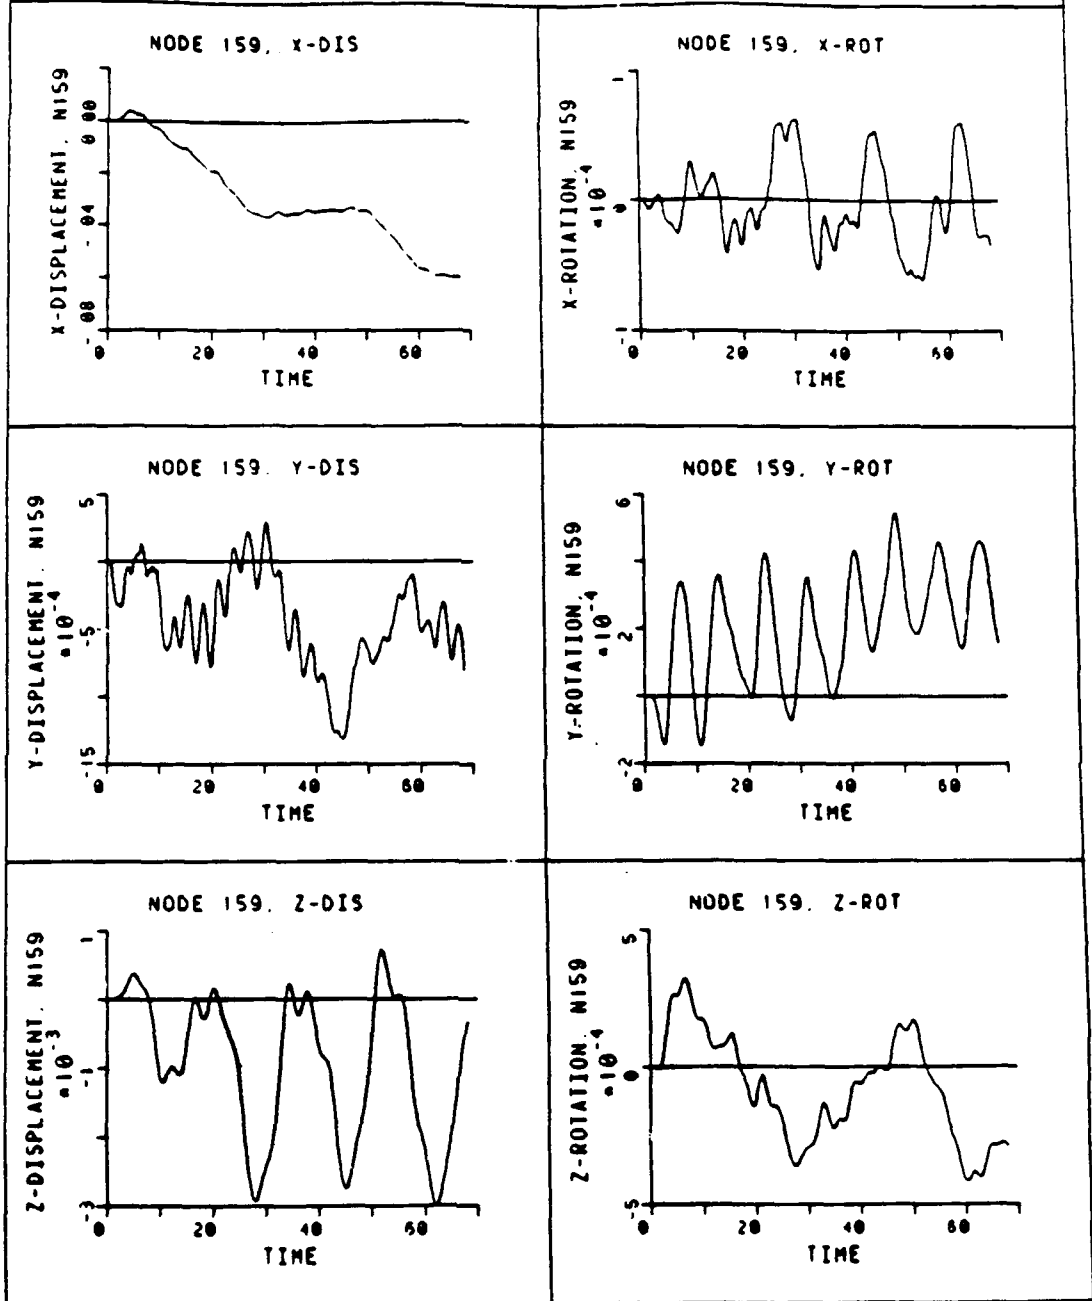 NODE 159, X-DIS
X-DISPLACEMENT, N159
0.00
-.04
-.08
0 20 40 60
TIME
NODE 159, X-ROT
X-ROTATION, N159
*10-4
1
0
-1
0 20 40 60
TIME
NODE 159. Y-DIS
Y-DISPLACEMENT. N159
*10-4
5
-5
-15
0 20 40 60
TIME
NODE 159, Y-ROT
Y-ROTATION, N159
*10-4
6
2
-2
0 20 40 60
TIME
NODE 159. Z-DIS
Z-DISPLACEMENT. N159
*10-3
1
-1
-3
0 20 40 60
TIME
NODE 159, Z-ROT
Z-ROTATION, N159
*10-4
5
0
-5
0 20 40 60
TIME